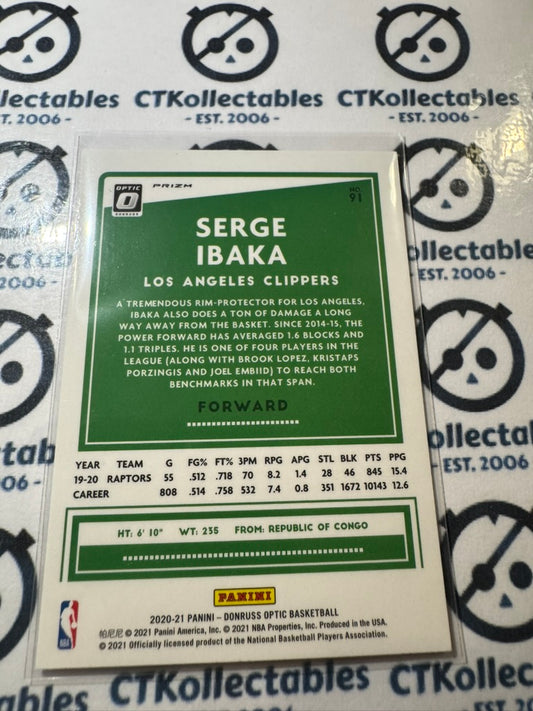 CTKollectables
- EST. 2006 -
OPTIC
DONRUSS
PRIZM
NO.
91
SERGE
IBAKA
LOS ANGELES CLIPPERS
A TREMENDOUS RIM-PROTECTOR FOR LOS ANGELES,
IBAKA ALSO DOES A TON OF DAMAGE A LONG
WAY AWAY FROM THE BASKET. SINCE 2014-15, THE
POWER FORWARD HAS AVERAGED 1.6 BLOCKS AND
1.1 TRIPLES. HE IS ONE OF FOUR PLAYERS IN THE
LEAGUE (ALONG WITH BROOK LOPEZ, KRISTAPS
PORZINGIS AND JOEL EMBIID) TO REACH BOTH
BENCHMARKS IN THAT SPAN.
FORWARD
YEAR TEAM G FG% FT% 3PM RPG APG STL BLK PTS PPG
19-20 RAPTORS 55 .512 .718 70 8.2 1.4 28 46 845 15.4
CAREER 808 .514 .758 532 7.4 0.8 351 1672 10143 12.6
HT: 6' 10" WT: 235 FROM: REPUBLIC OF CONGO
PANINI
2020-21 PANINI – DONRUSS OPTIC BASKETBALL
帕尼尼 © 2021 Panini America, Inc. © 2021 NBA Properties, Inc. Produced in the USA.
© 2021 Officially licensed product of the National Basketball Players Association.
NBA
CTKollectables
- EST. 2006 -